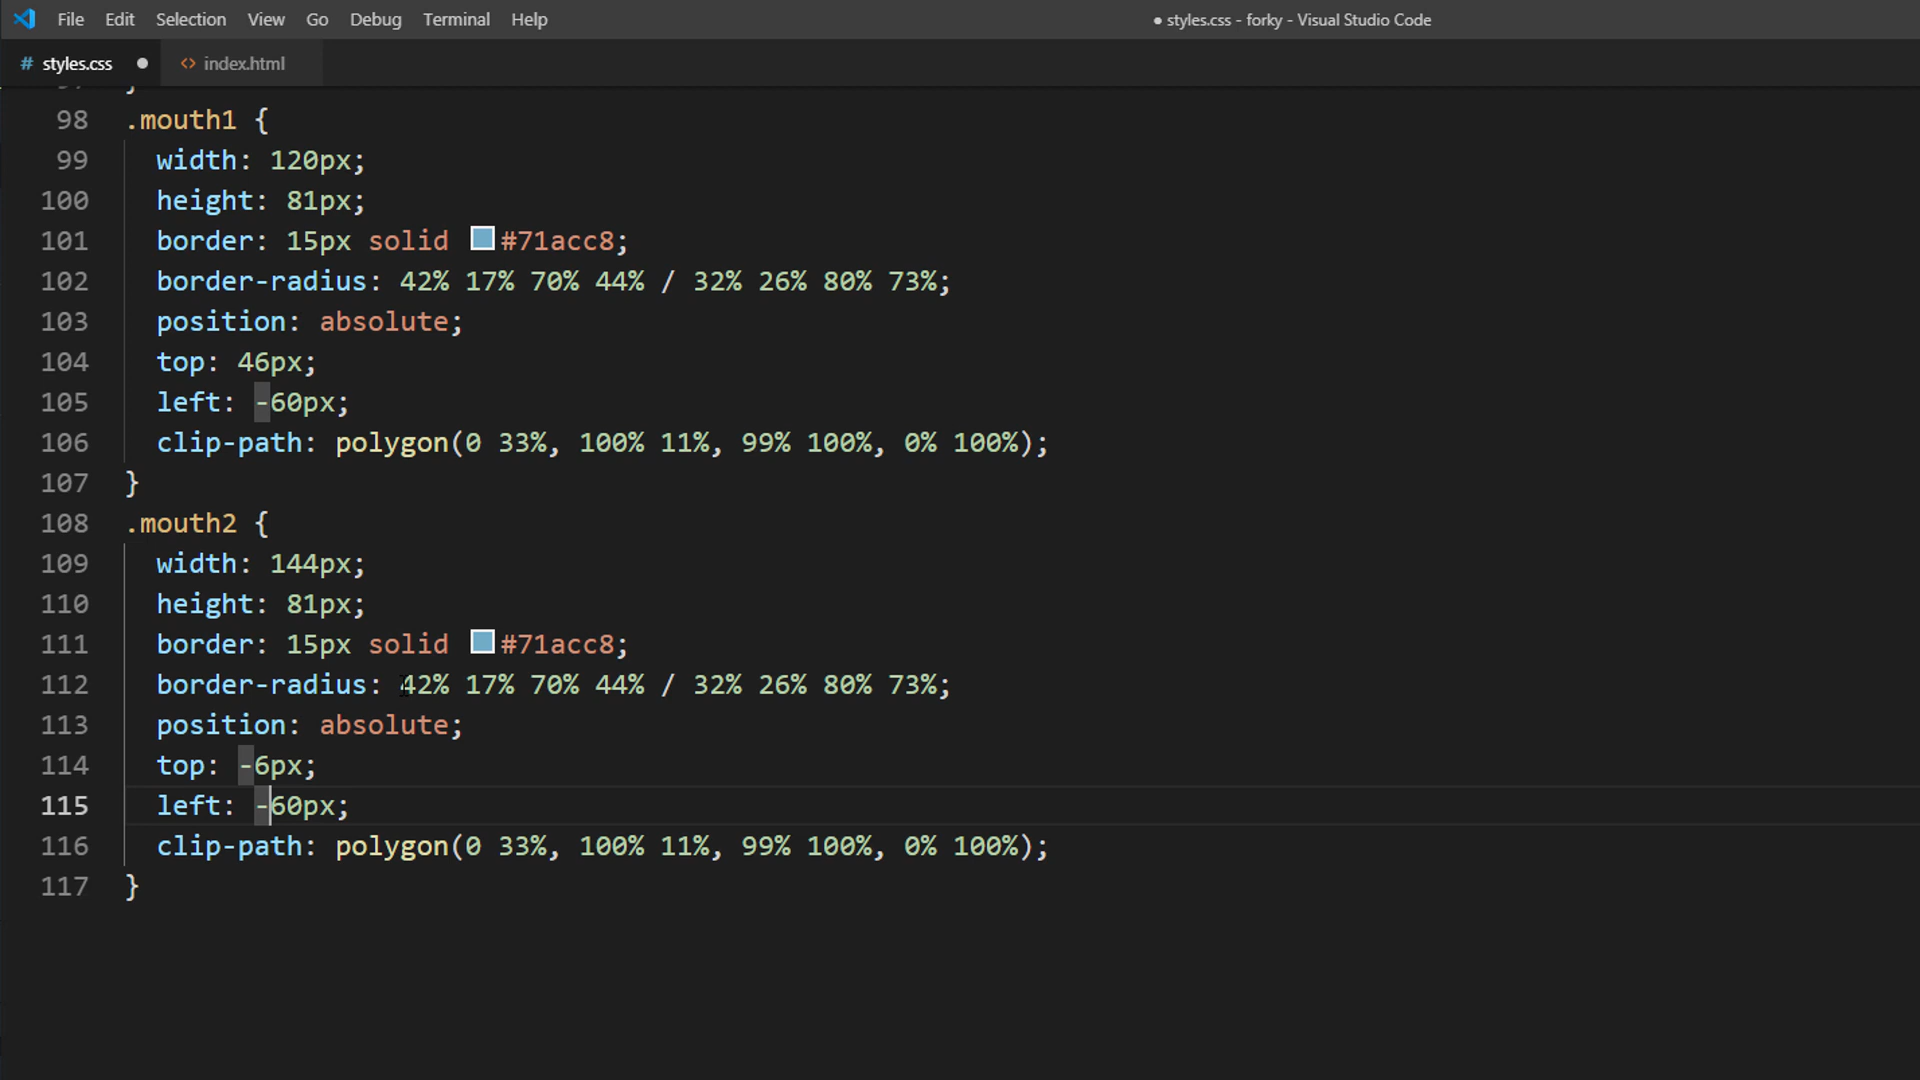 File Edit Selection View Go Debug Terminal Help ● styles.css - forky - Visual Studio Code
# styles.css ● <> index.html
98 .mouth1 {
99 width: 120px;
100 height: 81px;
101 border: 15px solid #71acc8;
102 border-radius: 42% 17% 70% 44% / 32% 26% 80% 73%;
103 position: absolute;
104 top: 46px;
105 left: -60px;
106 clip-path: polygon(0 33%, 100% 11%, 99% 100%, 0% 100%);
107 }
108 .mouth2 {
109 width: 144px;
110 height: 81px;
111 border: 15px solid #71acc8;
112 border-radius: 42% 17% 70% 44% / 32% 26% 80% 73%;
113 position: absolute;
114 top: -6px;
115 left: -60px;
116 clip-path: polygon(0 33%, 100% 11%, 99% 100%, 0% 100%);
117 }